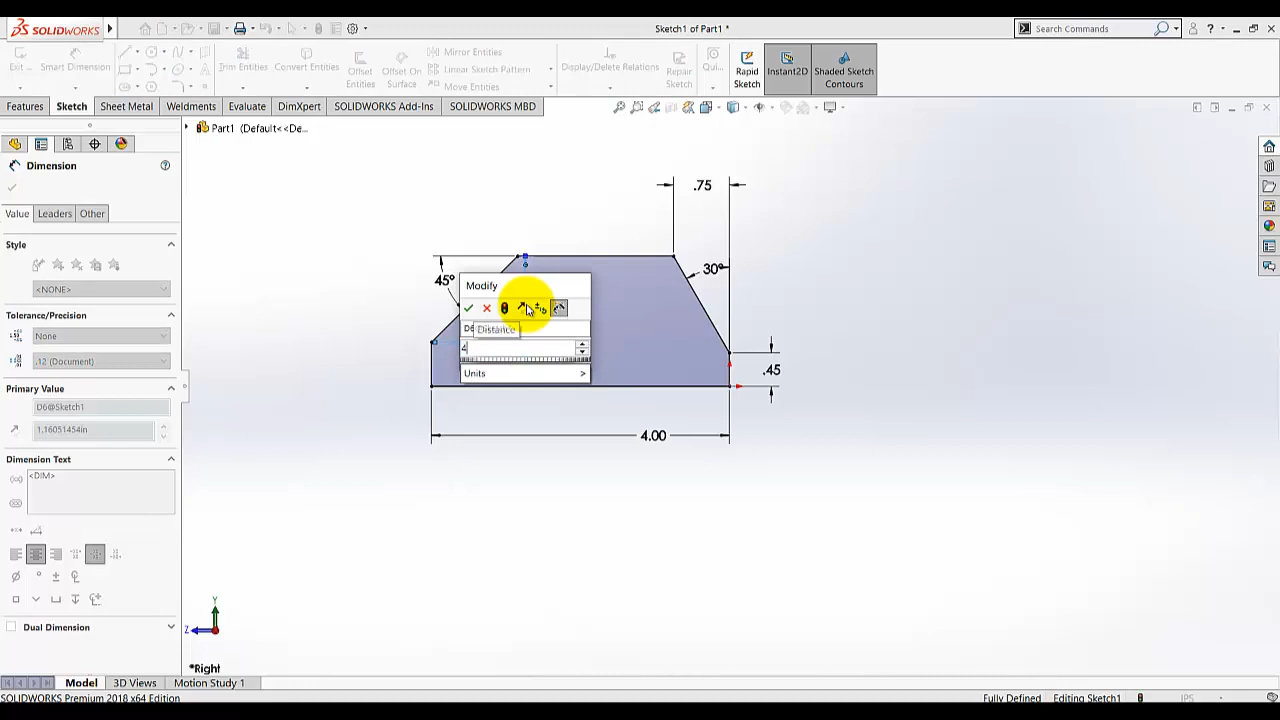 SOLIDWORKS
Sketch1 of Part1 *
Search Commands
?
Exit ...
Smart Dimension
Trim Entities
Convert Entities
Offset
Entities
Offset On
Surface
Mirror Entities
Linear Sketch Pattern
Move Entities
Display/Delete Relations
Repair
Sketch
Qui...
Rapid
Sketch
Instant2D
Shaded Sketch
Contours
Features
Sketch
Sheet Metal
Weldments
Evaluate
DimXpert
SOLIDWORKS Add-Ins
SOLIDWORKS MBD
Part1 (Default<<De...
Dimension
Value
Leaders
Other
Style
<NONE>
Tolerance/Precision
None
.12 (Document)
Primary Value
D6@Sketch1
1.16051454in
Dimension Text
<DIM>
Dual Dimension
.75
45°
30°
.45
4.00
Modify
D6
Distance
4
Units >
Y
Z
*Right
Model
3D Views
Motion Study 1
SOLIDWORKS Premium 2018 x64 Edition
Fully Defined
Editing Sketch1
IPS